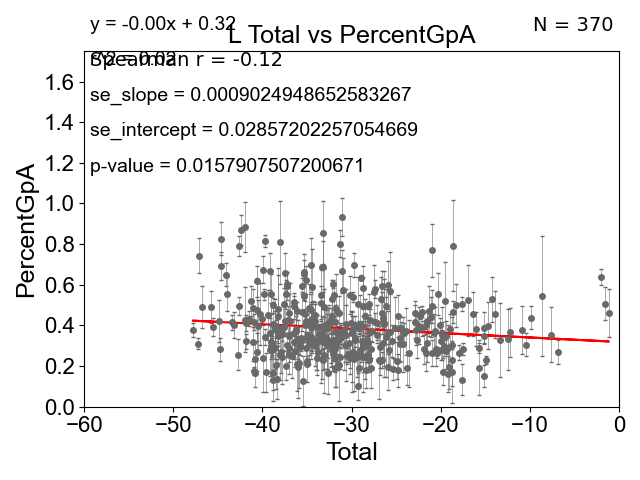 y = -0.00x + 0.32
N = 370
L Total vs PercentGpA
Spearman r = -0.12
se_slope = 0.0009024948652583267
se_intercept = 0.02857202257054669
p-value = 0.0157907507200671
PercentGpA
1.6
1.4
1.2
1.0
0.8
0.6
0.4
0.2
0.0
−60
−50
−40
−30
−20
−10
0
Total